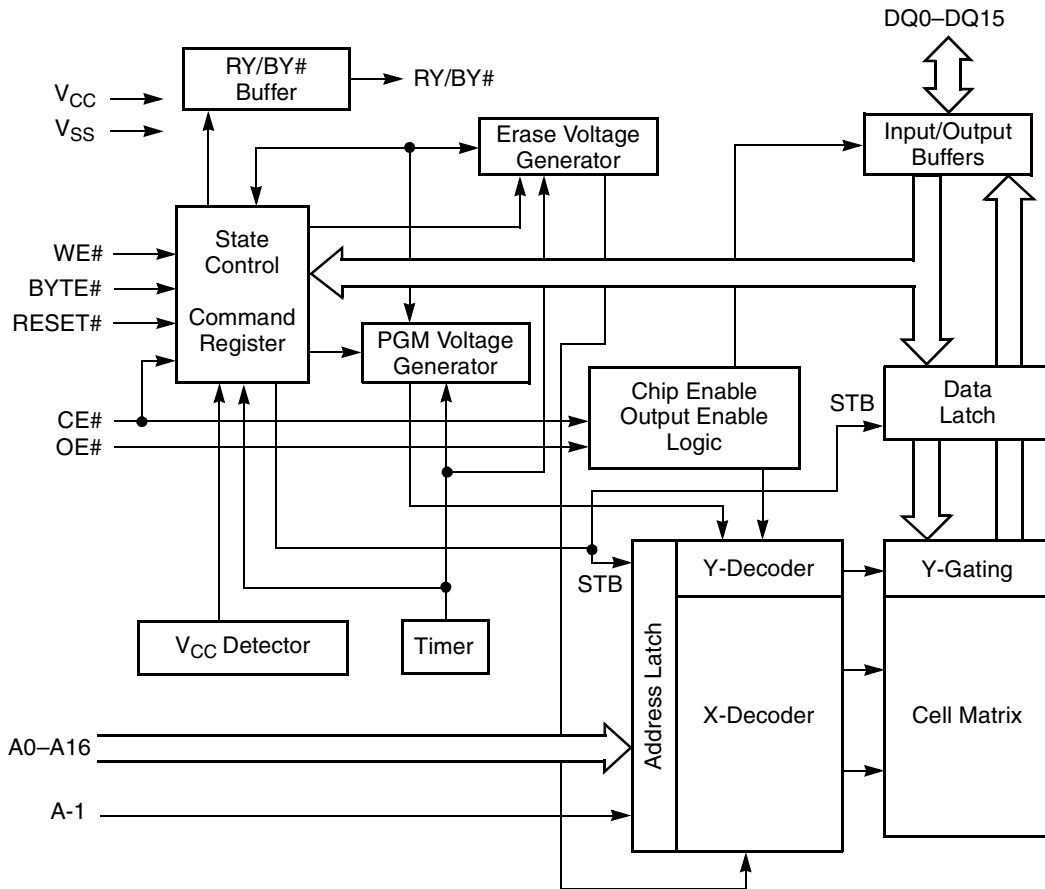 DQ0–DQ15
RY/BY#
Buffer
RY/BY#
VCC
VSS
Erase Voltage
Generator
Input/Output
Buffers
State
Control
Command
Register
WE#
BYTE#
RESET#
PGM Voltage
Generator
CE#
OE#
Chip Enable
Output Enable
Logic
STB
Data
Latch
STB
Address Latch
Y-Decoder
Y-Gating
VCC Detector
Timer
X-Decoder
Cell Matrix
A0–A16
A-1